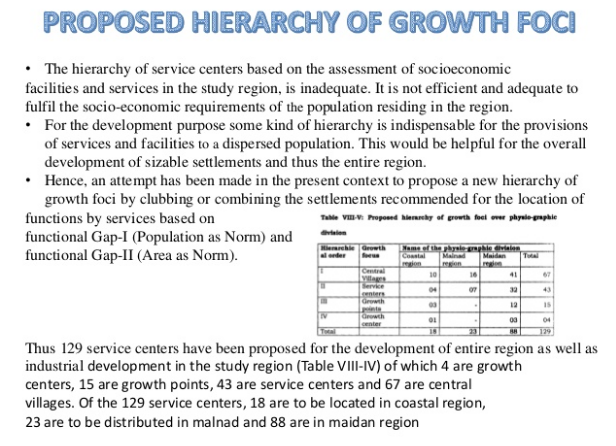 PROPOSED HIERARCHY OF GROWTH FOCI
• The hierarchy of service centers based on the assessment of socioeconomic
facilities and services in the study region, is inadequate. It is not efficient and adequate to
fulfil the socio-economic requirements of the population residing in the region.
• For the development purpose some kind of hierarchy is indispensable for the provisions
of services and facilities to a dispersed population. This would be helpful for the overall
development of sizable settlements and thus the entire region.
• Hence, an attempt has been made in the present context to propose a new hierarchy of
growth foci by clubbing or combining the settlements recommended for the location of
functions by services based on
functional Gap-I (Population as Norm) and
functional Gap-II (Area as Norm).
Table VIII-V: Proposed hierarchy of growth foci over physio-graphic
division
Hierarchic Growth Name of the physio-graphic division
al order focus Coastal Malnad Maidan Total
region region region
I Central
Villages 10 16 41 67
II Service
centers 04 07 32 43
III Growth
points 03 - 12 15
IV Growth
center 01 - 03 04
Total 18 23 88 129
Thus 129 service centers have been proposed for the development of entire region as well as
industrial development in the study region (Table VIII-IV) of which 4 are growth
centers, 15 are growth points, 43 are service centers and 67 are central
villages. Of the 129 service centers, 18 are to be located in coastal region,
23 are to be distributed in malnad and 88 are in maidan region